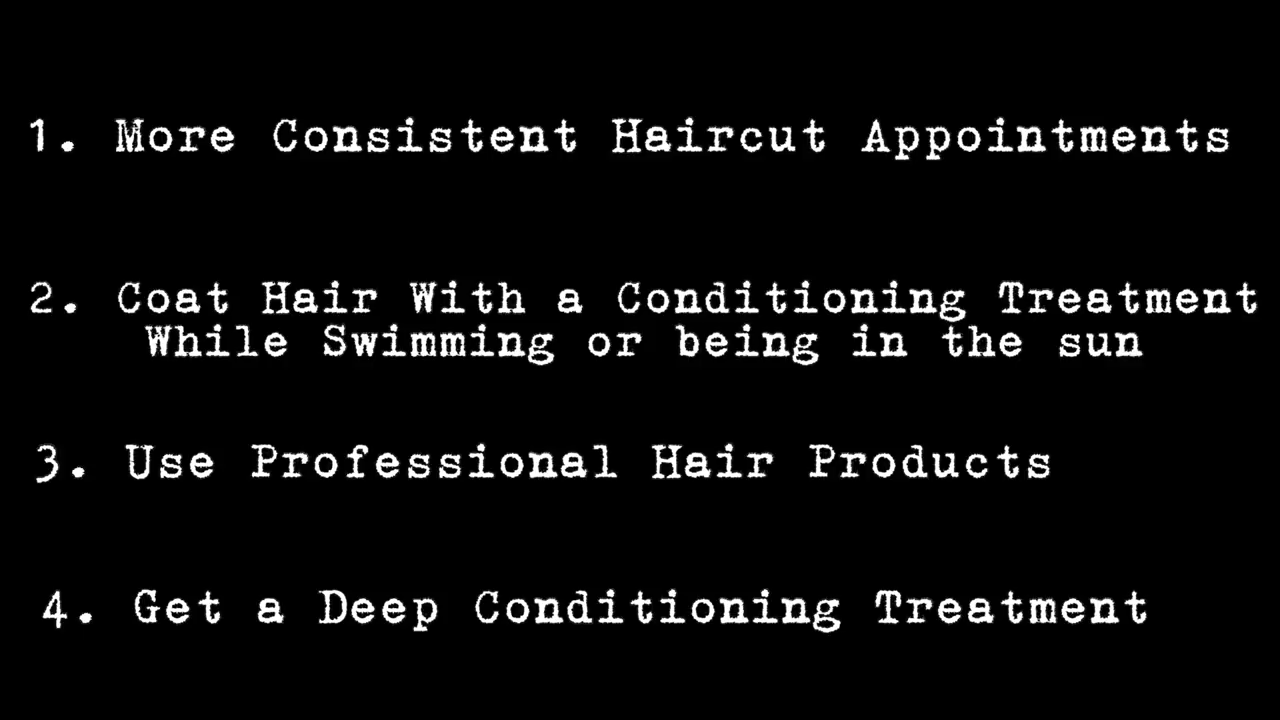 1. More Consistent Haircut Appointments
2. Coat Hair With a Conditioning Treatment
While Swimming or being in the sun
3. Use Professional Hair Products
4. Get a Deep Conditioning Treatment